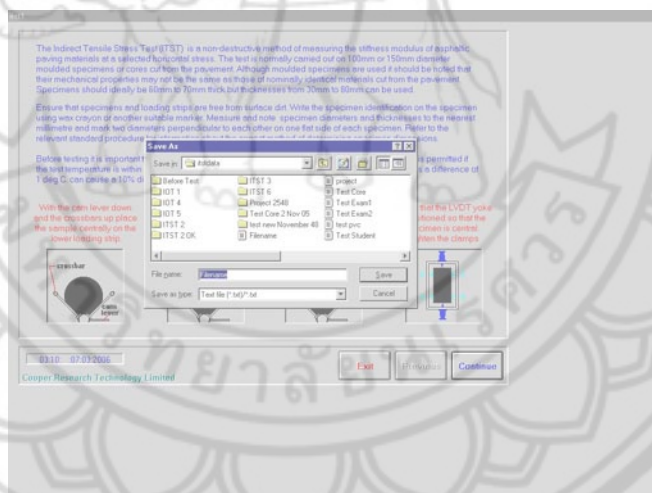 The Indirect Tensile Stress Test (ITST) is a non-destructive method of measuring the stiffness modulus of asphaltic
paving materials at a selected horizontal stress. The test is normally carried out on 100mm or 150mm diameter
moulded specimens or cores cut from the pavement. Although moulded specimens are used it should be noted that
their mechanical properties may not be the same as those of nominally identical materials cut from the pavement.
Specimens should ideally be 60mm to 70mm thick but thicknesses from 30mm to 80mm can be used.
Ensure that specimens and loading strips are free from surface dirt. Write the specimen identification on the specimen
using wax crayon or another suitable marker. Measure and note specimen diameters and thicknesses to the nearest
millimetre and mark two diameters perpendicular to each other on one flat side of each specimen. Refer to the
relevant standard procedure
Before testing it is important is permitted if
the test temperature is within a difference of
1 deg C. can cause a 10%
Save As
Save in: itstdata
Before Test ITST 3 project
IOT 1 ITST 6 Test Core
IOT 4 Project 2548 Test Exam1
IOT 5 Test Core 2 Nov 05 Test Exam2
ITST 2 test new November 48 test pvc
ITST 2 OK Filename Test Student
File name: Filename Save
Save as type: Text file (*.txt)/*.txt Cancel
With the cam lever down
and the crossbars up place
the sample centrally on the
lower loading strip.
that the LVDT yoke
positioned so that the
specimen is central
the clamps
crossbar
cam
lever
03:10 07.03.2006
Cooper Research Technology Limited
Exit Previous Continue